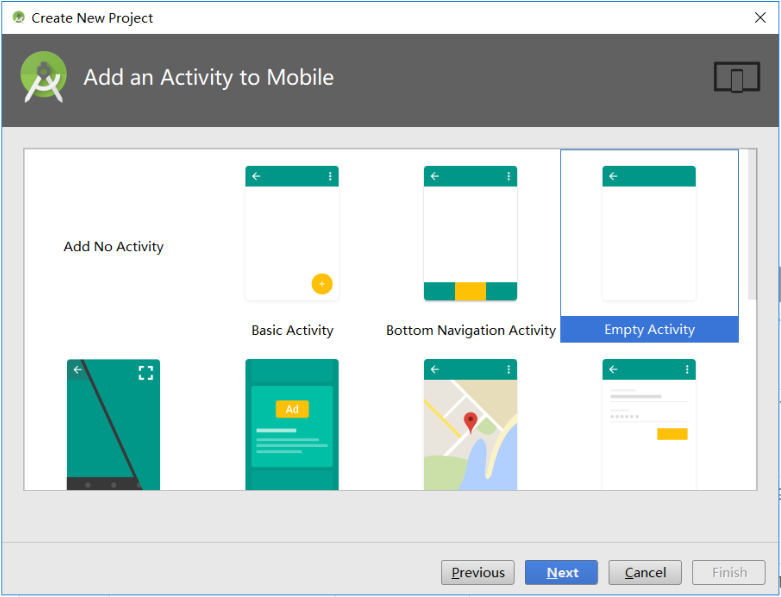 Create New Project
Add an Activity to Mobile
Add No Activity
Basic Activity
Bottom Navigation Activity
Empty Activity
Ad
Previous
Next
Cancel
Finish